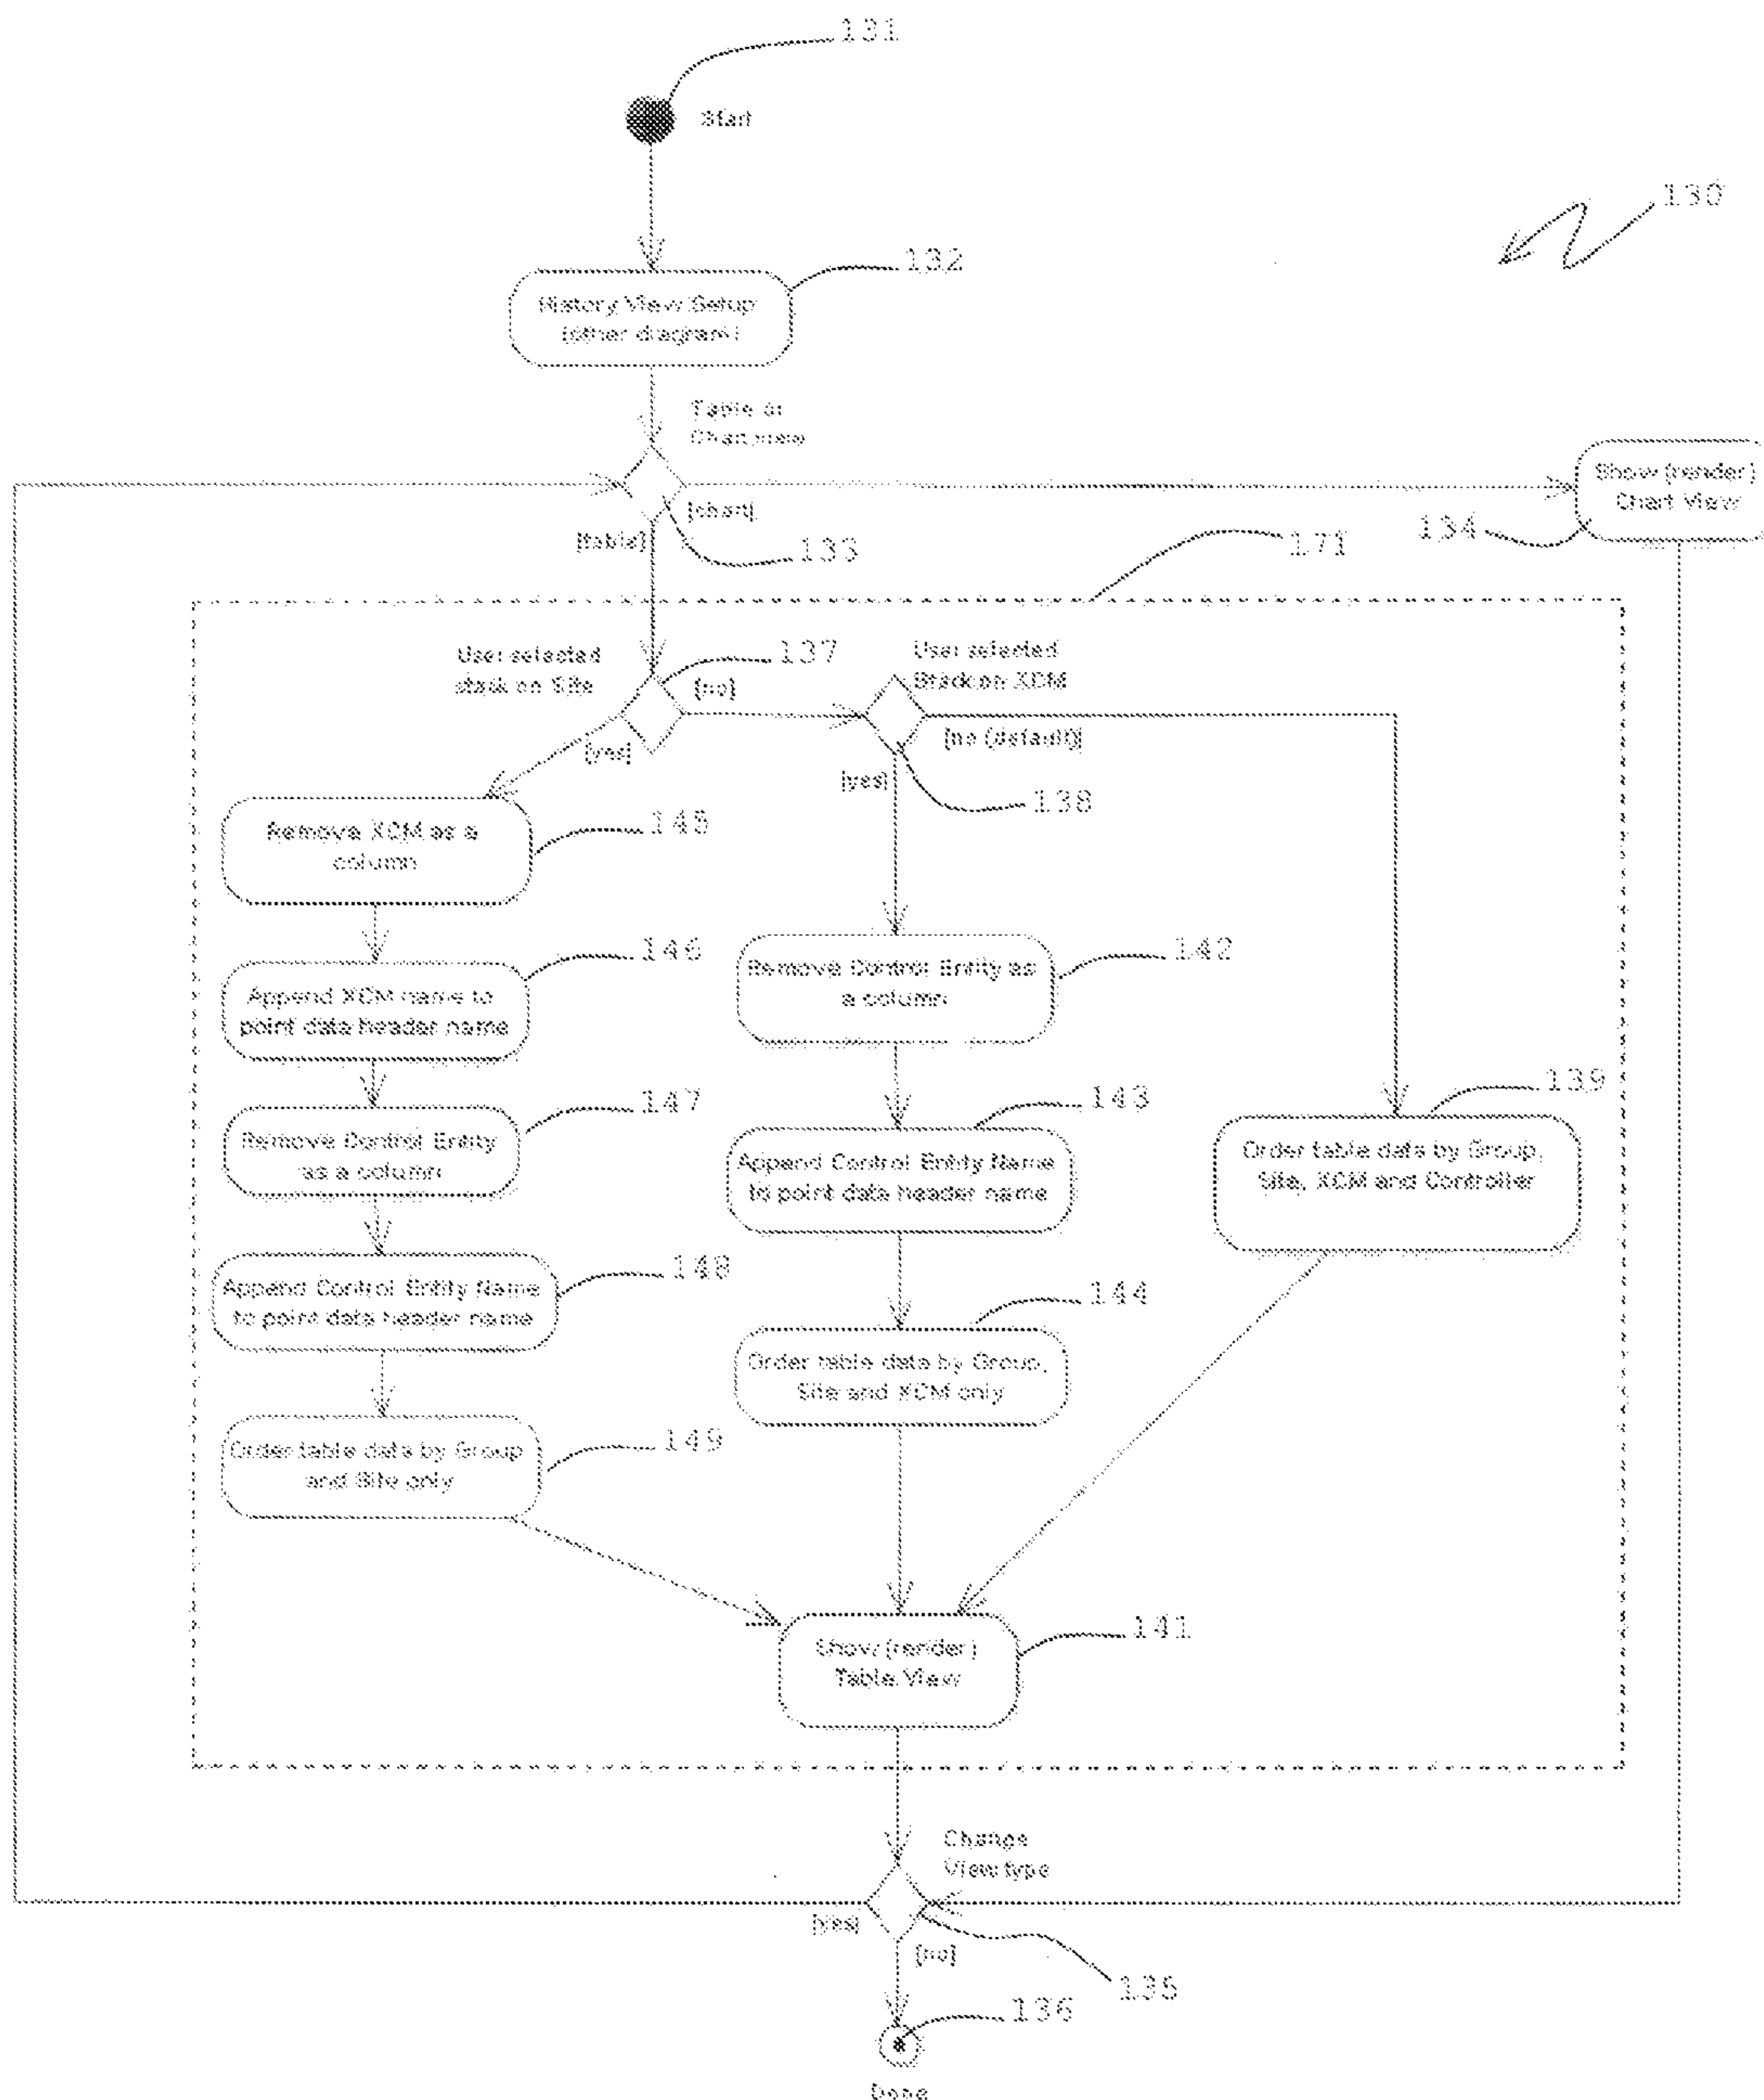 131
Start
130
132
History View Setup
(other diagram)
Table or
Chart view
Show (render)
Chart View
[chart]
[table]
133
171
134
User selected
stack on Site
137
[no]
User selected
Stack on XCM
[yes]
[no (default)]
[yes]
138
Remove XCM as a
column
145
Append XCM name to
point data header name
146
Remove Control Entity as
a column
142
Remove Control Entity
as a column
147
Append Control Entity Name
to point data header name
143
Order table data by Group,
Site, XCM and Controller
139
Append Control Entity Name
to point data header name
148
Order table data by Group,
Site and XCM only
144
Order table data by Group
and Site only
149
Show (render)
Table View
141
Change
View type
[yes]
[no]
135
136
Done